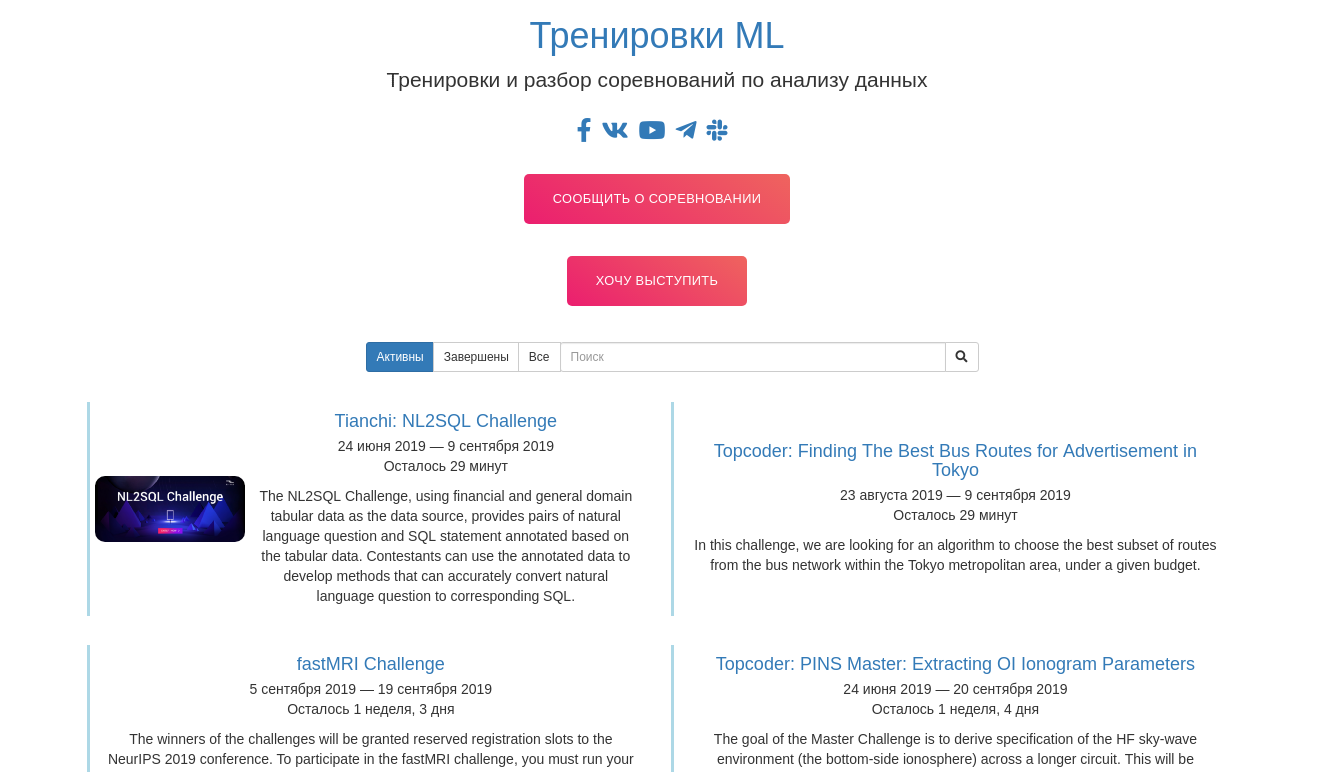 Тренировки ML
Тренировки и разбор соревнований по анализу данных
СООБЩИТЬ О СОРЕВНОВАНИИ
ХОЧУ ВЫСТУПИТЬ
Активны Завершены Все Поиск
Tianchi: NL2SQL Challenge
24 июня 2019 — 9 сентября 2019
Осталось 29 минут
NL2SQL Challenge
The NL2SQL Challenge, using financial and general domain
tabular data as the data source, provides pairs of natural
language question and SQL statement annotated based on
the tabular data. Contestants can use the annotated data to
develop methods that can accurately convert natural
language question to corresponding SQL.
Topcoder: Finding The Best Bus Routes for Advertisement in
Tokyo
23 августа 2019 — 9 сентября 2019
Осталось 29 минут
In this challenge, we are looking for an algorithm to choose the best subset of routes
from the bus network within the Tokyo metropolitan area, under a given budget.
fastMRI Challenge
5 сентября 2019 — 19 сентября 2019
Осталось 1 неделя, 3 дня
The winners of the challenges will be granted reserved registration slots to the
NeurIPS 2019 conference. To participate in the fastMRI challenge, you must run your
Topcoder: PINS Master: Extracting OI Ionogram Parameters
24 июня 2019 — 20 сентября 2019
Осталось 1 неделя, 4 дня
The goal of the Master Challenge is to derive specification of the HF sky-wave
environment (the bottom-side ionosphere) across a longer circuit. This will be